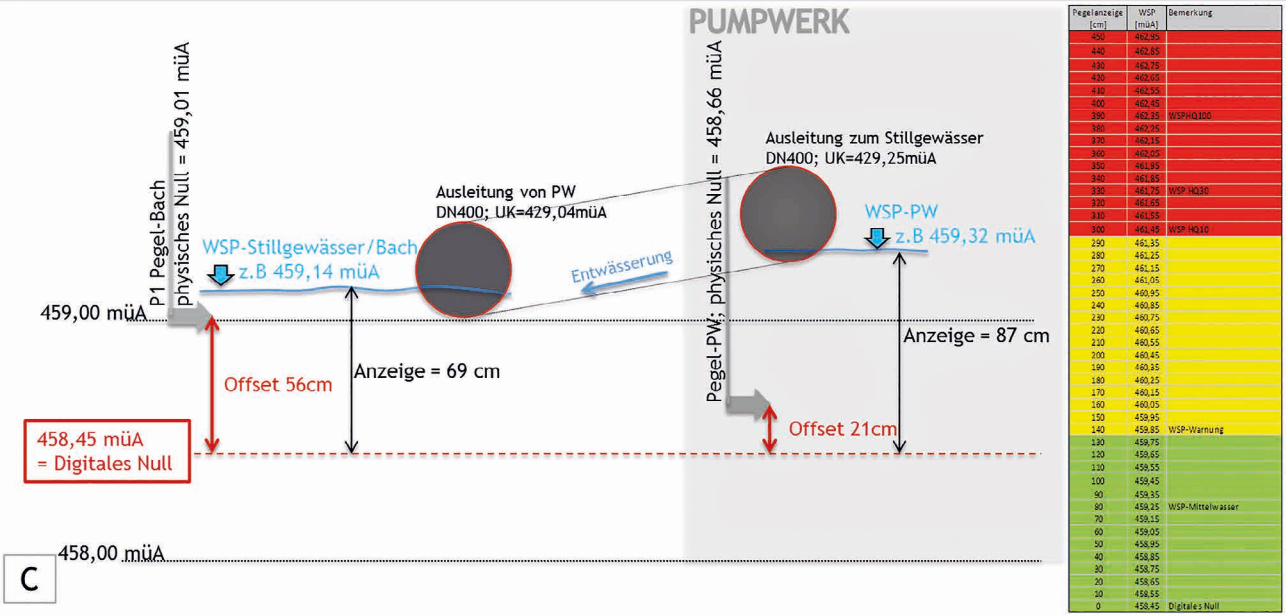 PUMPWERK
P1 Pegel-Bach
physisches Null = 459,01 müA
Ausleitung von PW
DN400; UK=429,04müA
WSP-Stillgewässer/Bach
z.B 459,14 müA
Entwässerung
Pegel-PW; physisches Null = 458,66 müA
Ausleitung zum Stillgewässer
DN400; UK=429,25müA
WSP-PW
z.B 459,32 müA
459,00 müA
Offset 56cm
Anzeige = 69 cm
Anzeige = 87 cm
Offset 21cm
458,45 müA
= Digitales Null
458,00 müA
C
Pegelanzeige WSP Bemerkung
[cm] [müA]
450 462,95
440 462,85
430 462,75
420 462,65
410 462,55
400 462,45
390 462,35 WSPHQ100
380 462,25
370 462,15
360 462,05
350 461,95
340 461,85
330 461,75 WSP HQ30
320 461,65
310 461,55
300 461,45 WSP HQ10
290 461,35
280 461,25
270 461,15
260 461,05
250 460,95
240 460,85
230 460,75
220 460,65
210 460,55
200 460,45
190 460,35
180 460,25
170 460,15
160 460,05
150 459,95
140 459,85 WSP-Warnung
130 459,75
120 459,65
110 459,55
100 459,45
90 459,35
80 459,25 WSP-Mittelwasser
70 459,15
60 459,05
50 458,95
40 458,85
30 458,75
20 458,65
10 458,55
0 458,45 Digitales Null